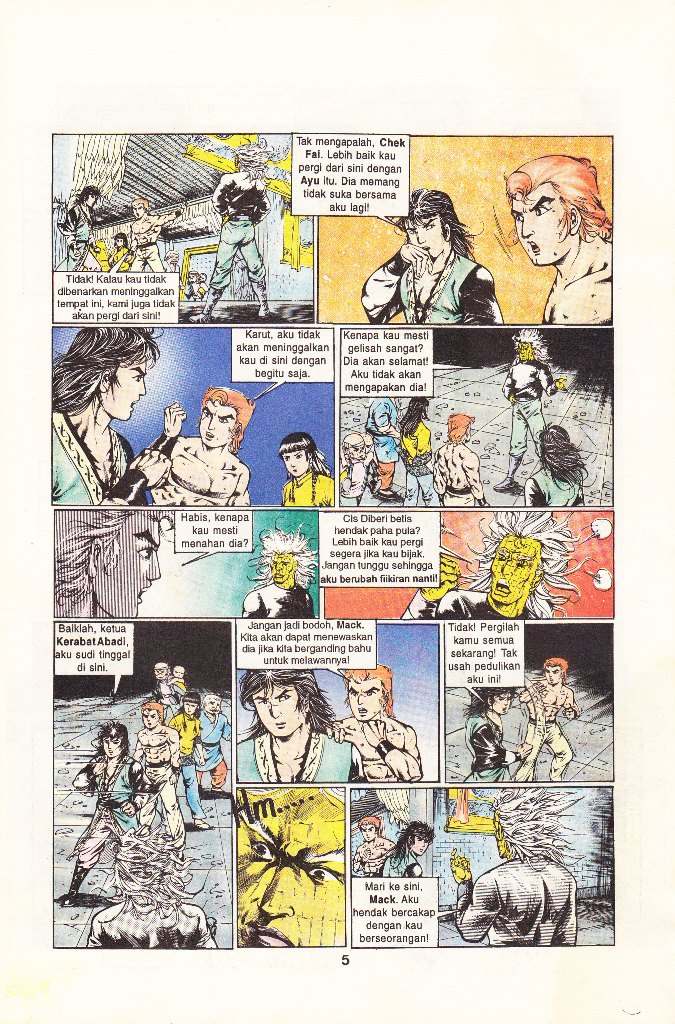 Tidak! Kalau kau tidak
dibenarkan meninggalkan
tempat ini, kami juga tidak
akan pergi dari sini!
Tak mengapalah, Chek
Fai. Lebih baik kau
pergi dari sini dengan
Ayu itu. Dia memang
tidak suka bersama
aku lagi!
Karut, aku tidak
akan meninggalkan
kau di sini dengan
begitu saja.
Kenapa kau mesti
gelisah sangat?
Dia akan selamat!
Aku tidak akan
mengapakan dia!
Habis, kenapa
kau mesti
menahan dia?
Cis Diberi betis
hendak paha pula?
Lebih baik kau pergi
segera jika kau bijak.
Jangan tunggu sehingga
aku berubah fiikiran nanti!
Baiklah, ketua
Kerabat Abadi,
aku sudi tinggal
di sini.
Jangan jadi bodoh, Mack.
Kita akan dapat menewaskan
dia jika kita berganding bahu
untuk melawannya!
Tidak! Pergilah
kamu semua
sekarang! Tak
usah pedulikan
aku ini!
Hm.....
Mari ke sini,
Mack. Aku
hendak bercakap
dengan kau
berseorangan!
5